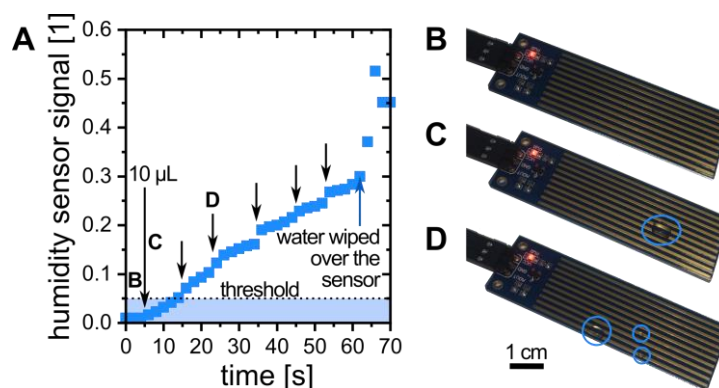 A
humidity sensor signal [1]
0.6
0.5
0.4
0.3
0.2
0.1
0.0
10 µL
B
C
D
water wiped
over the
sensor
threshold
0 10 20 30 40 50 60 70
time [s]
B
C
D
1 cm